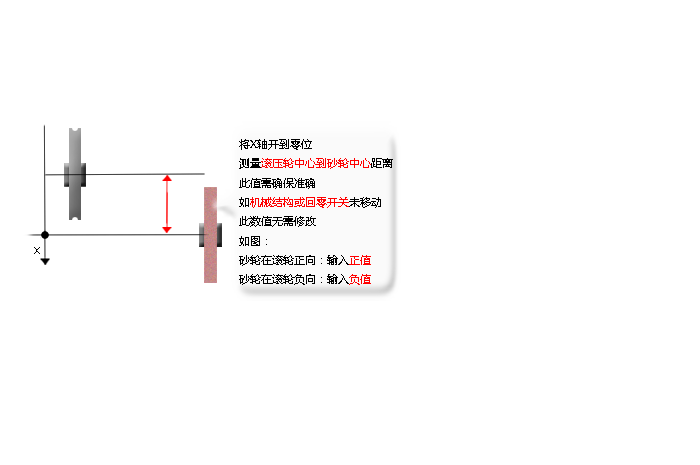 将X轴开到零位
测量滚压轮中心到砂轮中心距离
此值需确保准确
如机械结构或回零开关未移动
此数值无需修改
如图：
砂轮在滚轮正向：输入正值
砂轮在滚轮负向：输入负值
X